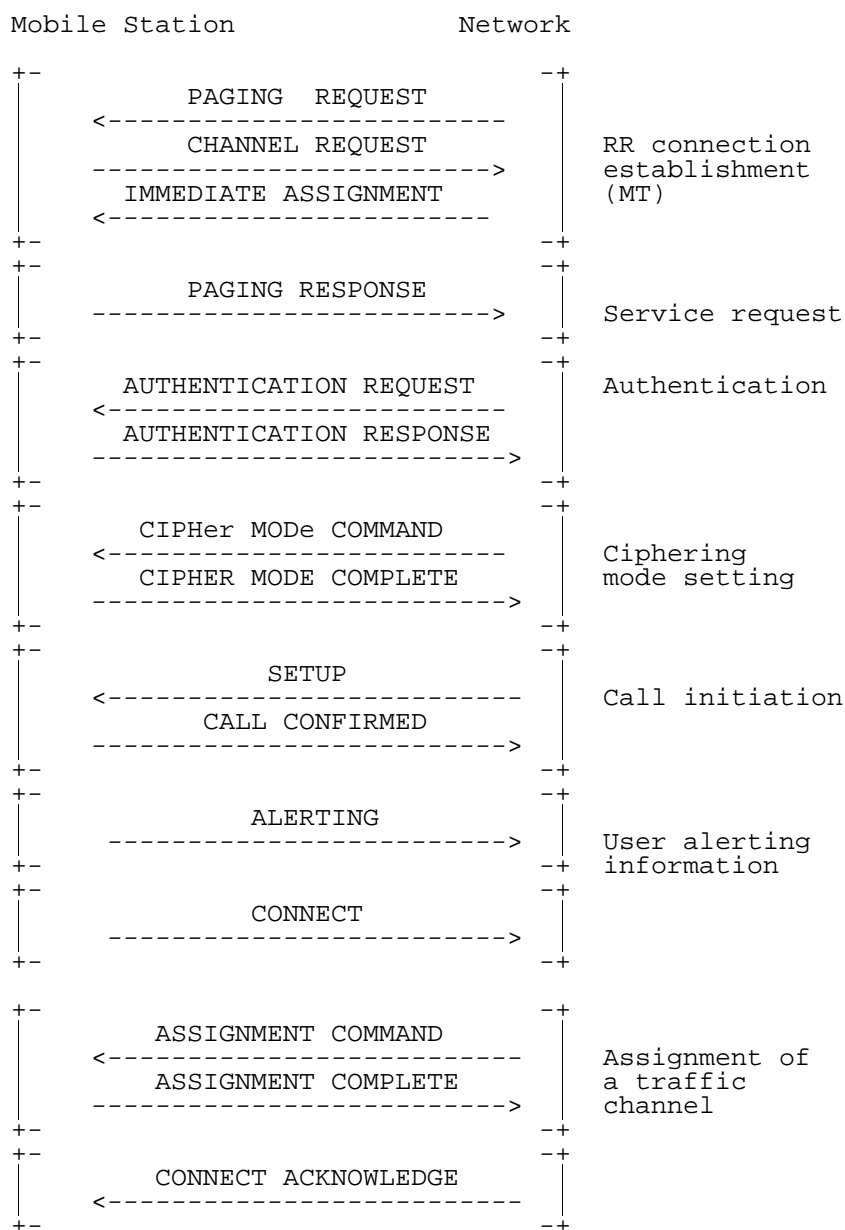 Mobile Station Network
PAGING REQUEST
CHANNEL REQUEST RR connection
establishment
IMMEDIATE ASSIGNMENT (MT)
PAGING RESPONSE
Service request
AUTHENTICATION REQUEST Authentication
AUTHENTICATION RESPONSE
CIPHer MODe COMMAND
Ciphering
CIPHER MODE COMPLETE mode setting
SETUP
Call initiation
CALL CONFIRMED
ALERTING
User alerting
information
CONNECT
ASSIGNMENT COMMAND
Assignment of
ASSIGNMENT COMPLETE a traffic
channel
CONNECT ACKNOWLEDGE